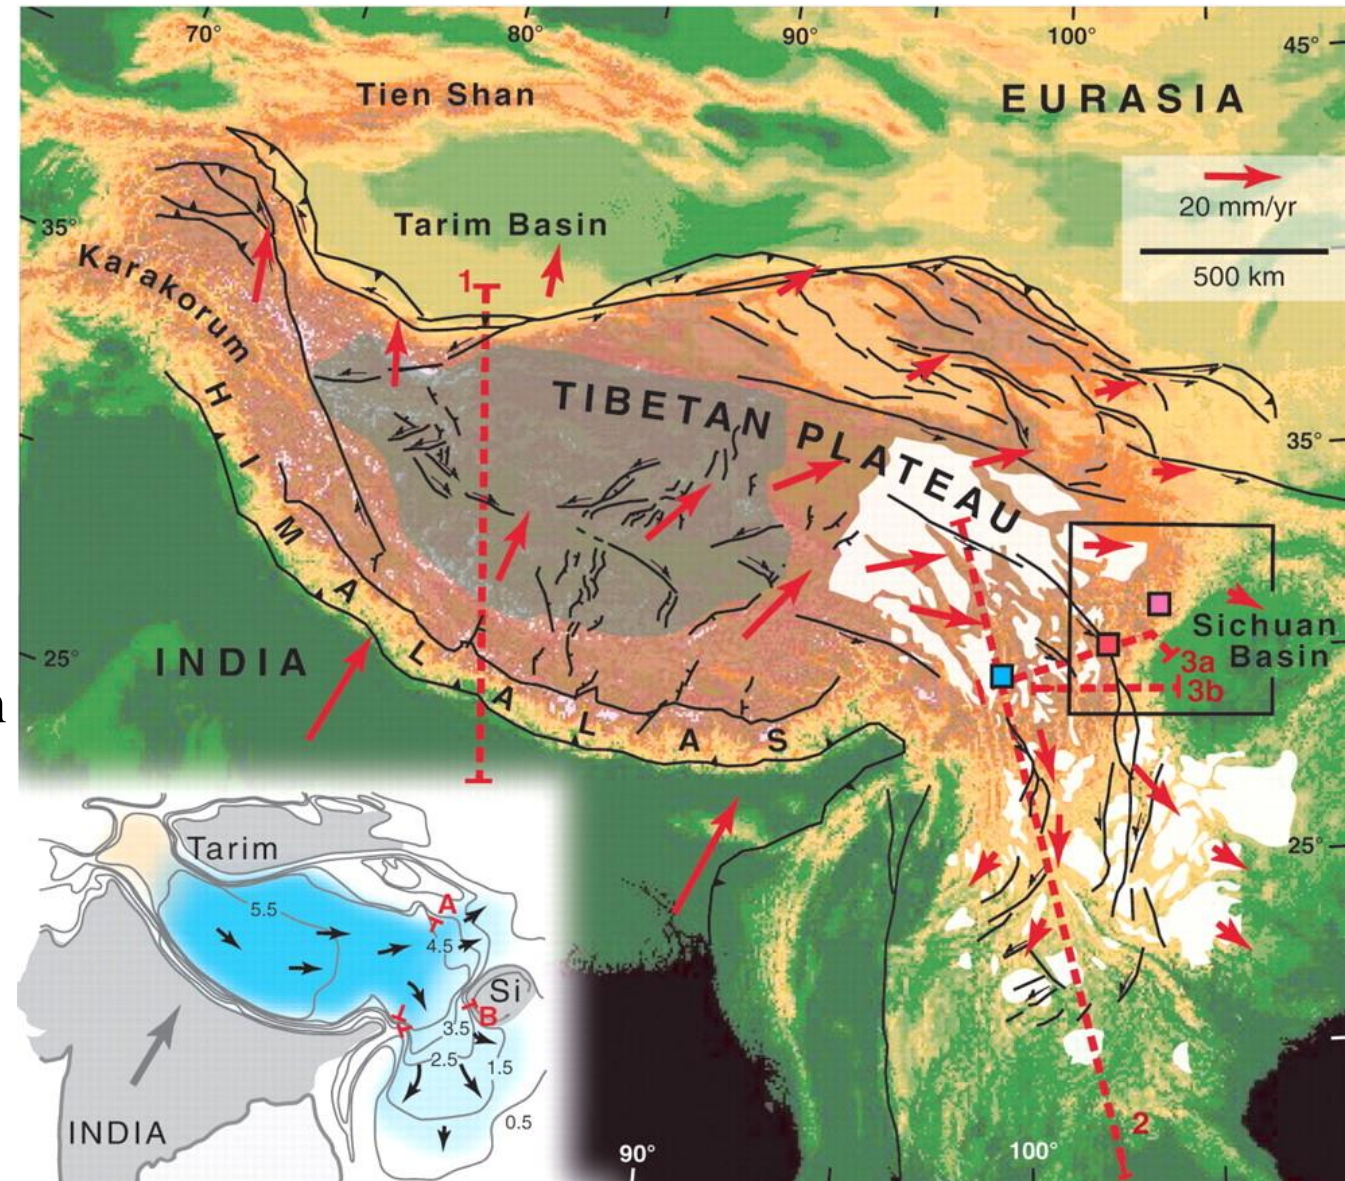 70°
80°
90°
100°
45°
Tien Shan
EURASIA
20 mm/yr
500 km
35°
Tarim Basin
Karakorum
1
TIBETAN PLATEAU
35°
HIMALALAS
INDIA
25°
Sichuan
Basin
3a
3b
25°
n
Tarim
5.5
A
4.5
Si
B
3.5
2.5
1.5
0.5
INDIA
2
90°
100°